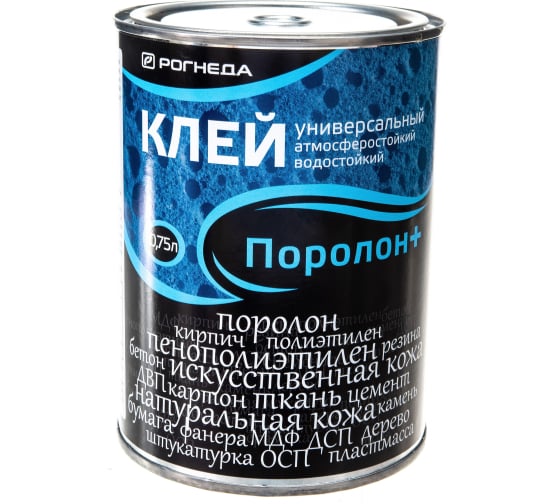 РОГНЕДА
КЛЕЙ
универсальный
атмосферостойкий
водостойкий
0,75л
Поролон+
поролон
кирпич полиэтилен
пенополиэтилен резина
бетон искусственная кожа
ДВП картон ткань цемент
натуральная кожа камень
бумага фанера МДФ ДСП дерево
штукатурка ОСП пластмасса